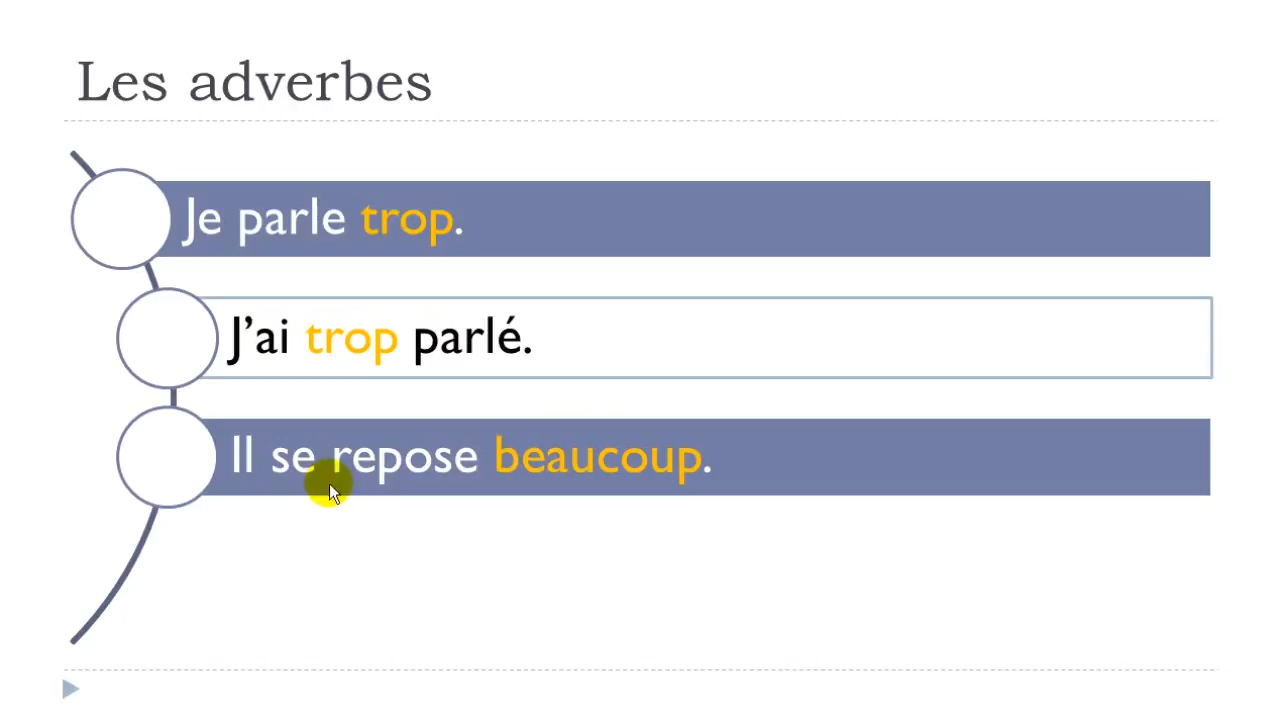 Les adverbes
Je parle trop.
J’ai trop parlé.
Il se repose beaucoup.